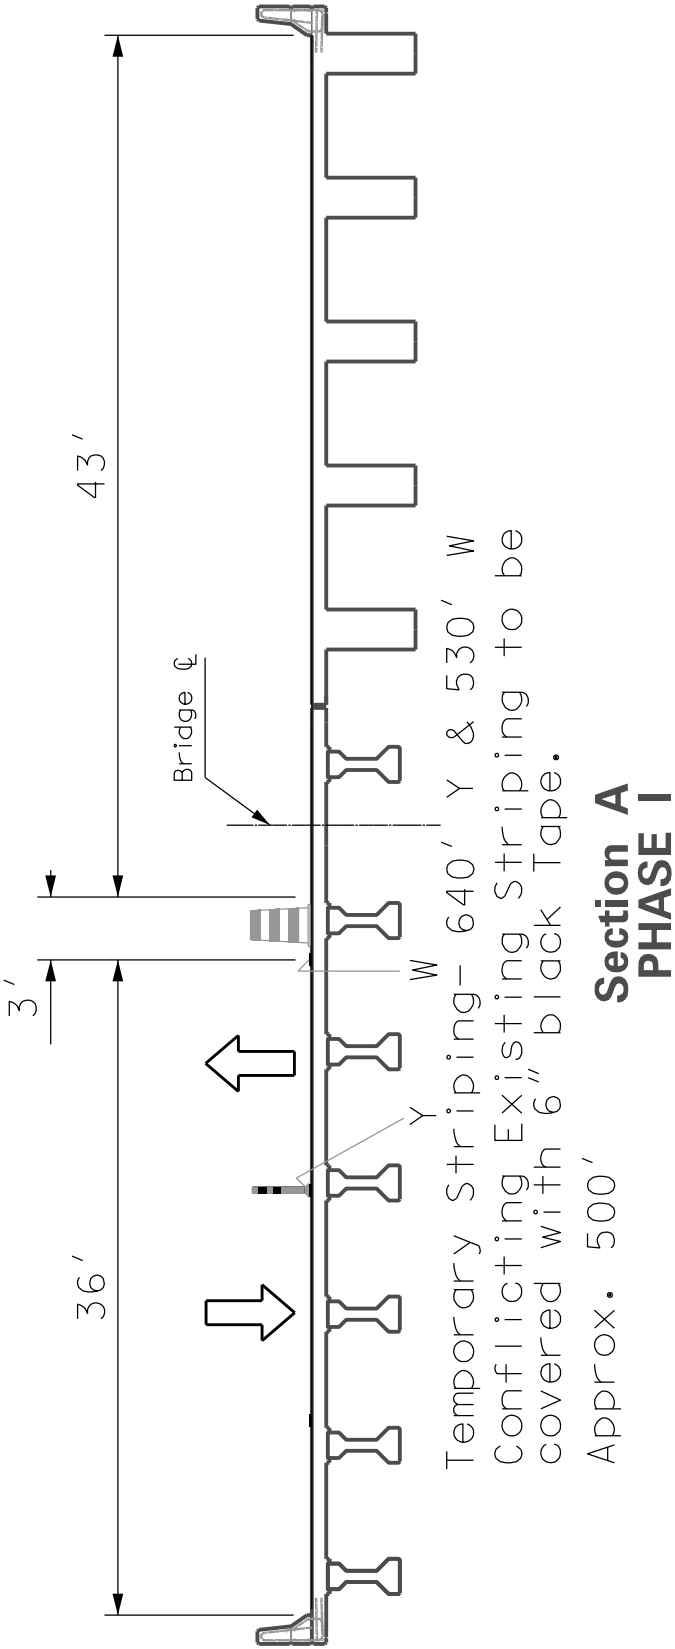 3'
36'
43'
Bridge ℄
W
Y
Temporary Striping- 640' Y & 530' W
Conflicting Existing Striping to be
covered with 6" black Tape.
Approx. 500'
Section A
PHASE I